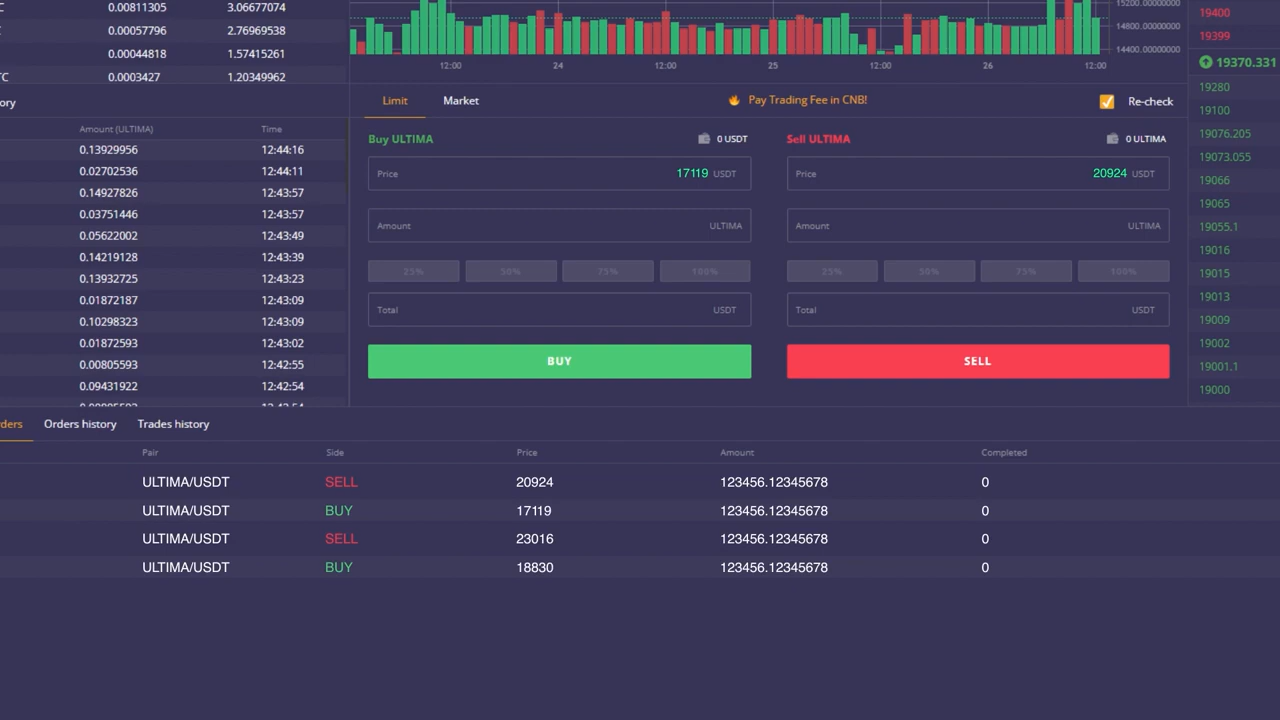 C 0.00811305 3.06677074
0.00057796 2.76969538
0.00044818 1.57415261
TC 0.0003427 1.20349962
15200.00000000
14800.00000000
14400.00000000
12:00 24 12:00 25 12:00 26 12:00
19400
19399
19370.331
19280
19100
19076.205
19073.055
19066
19065
19055.1
19016
19015
19013
19009
19002
19001.1
19000
ory
Amount (ULTIMA) Time
0.13929956 12:44:16
0.02702536 12:44:11
0.14927826 12:43:57
0.03751446 12:43:57
0.05622002 12:43:49
0.14219128 12:43:39
0.13932725 12:43:23
0.01872187 12:43:09
0.10298323 12:43:09
0.01872593 12:43:02
0.00805593 12:42:55
0.09431922 12:42:54
Limit Market Pay Trading Fee in CNB! Re-check
Buy ULTIMA 0 USDT
Price 17119 USDT
Amount ULTIMA
25% 50% 75% 100%
Total USDT
BUY
Sell ULTIMA 0 ULTIMA
Price 20924 USDT
Amount ULTIMA
25% 50% 75% 100%
Total USDT
SELL
ders Orders history Trades history
Pair Side Price Amount Completed
ULTIMA/USDT SELL 20924 123456.12345678 0
ULTIMA/USDT BUY 17119 123456.12345678 0
ULTIMA/USDT SELL 23016 123456.12345678 0
ULTIMA/USDT BUY 18830 123456.12345678 0